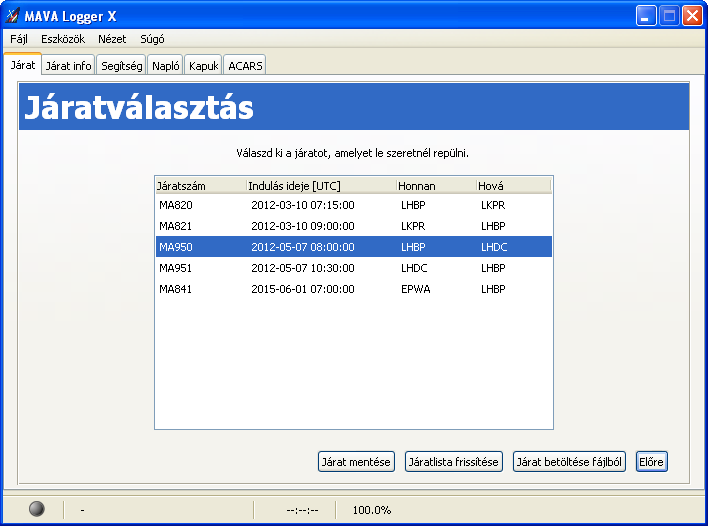 MAVA Logger X
Fájl Eszközök Nézet Súgó
Járat Járat info Segítség Napló Kapuk ACARS
Járatválasztás
Válaszd ki a járatot, amelyet le szeretnél repülni.
Járatszám Indulás ideje [UTC] Honnan Hová
MA820 2012-03-10 07:15:00 LHBP LKPR
MA821 2012-03-10 09:00:00 LKPR LHBP
MA950 2012-05-07 08:00:00 LHBP LHDC
MA951 2012-05-07 10:30:00 LHDC LHBP
MA841 2015-06-01 07:00:00 EPWA LHBP
Járat mentése Járatlista frissítése Járat betöltése fájlból Előre
- --:--:-- 100.0%